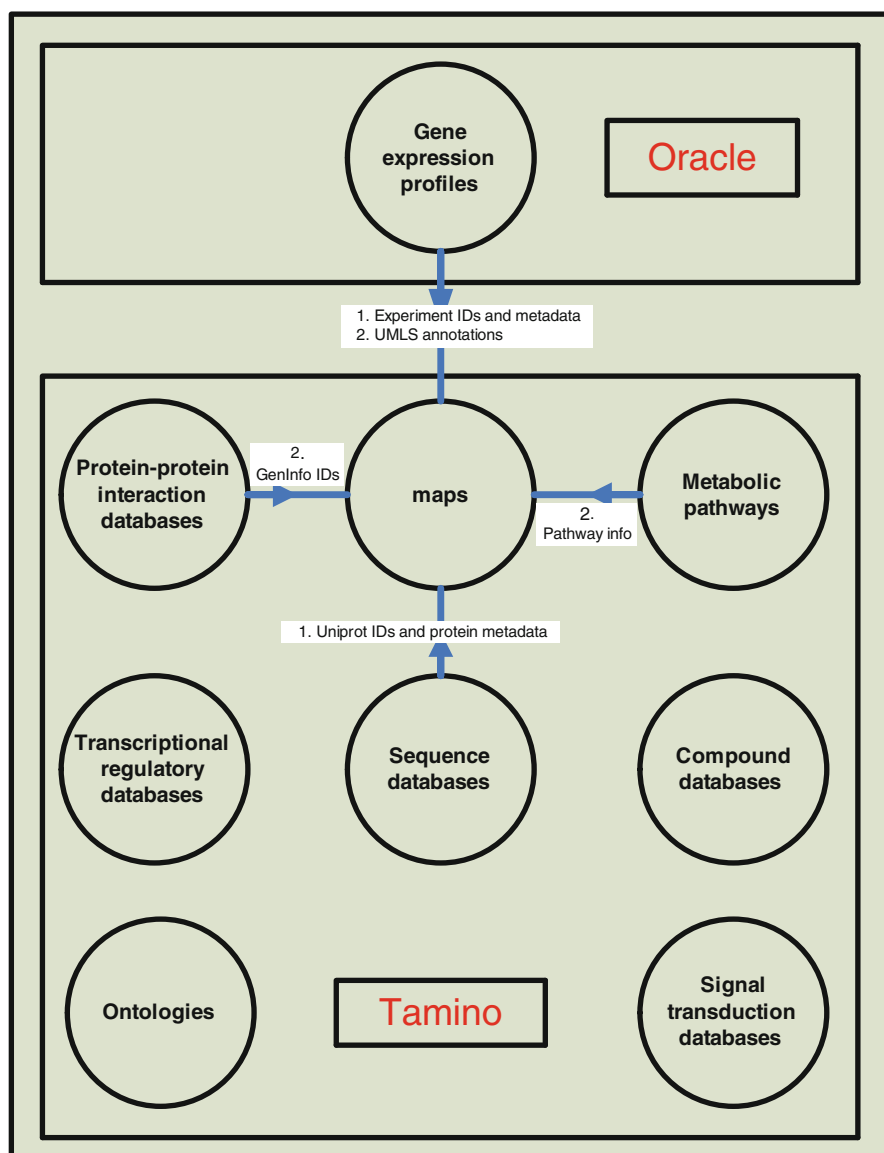 Gene
expression
profiles
Oracle
1. Experiment IDs and metadata
2. UMLS annotations
Protein-protein
interaction
databases
2.
GenInfo IDs
maps
2.
Pathway info
Metabolic
pathways
1. Uniprot IDs and protein metadata
Transcriptional
regulatory
databases
Sequence
databases
Compound
databases
Ontologies
Tamino
Signal
transduction
databases